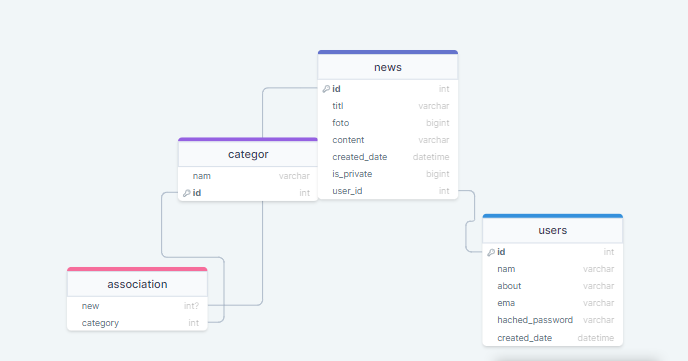 news
id int
titl varchar
foto bigint
content varchar
created_date datetime
is_private bigint
user_id int
categor
nam varchar
id int
users
id int
nam varchar
about varchar
ema varchar
hached_password varchar
created_date datetime
association
new int?
category int